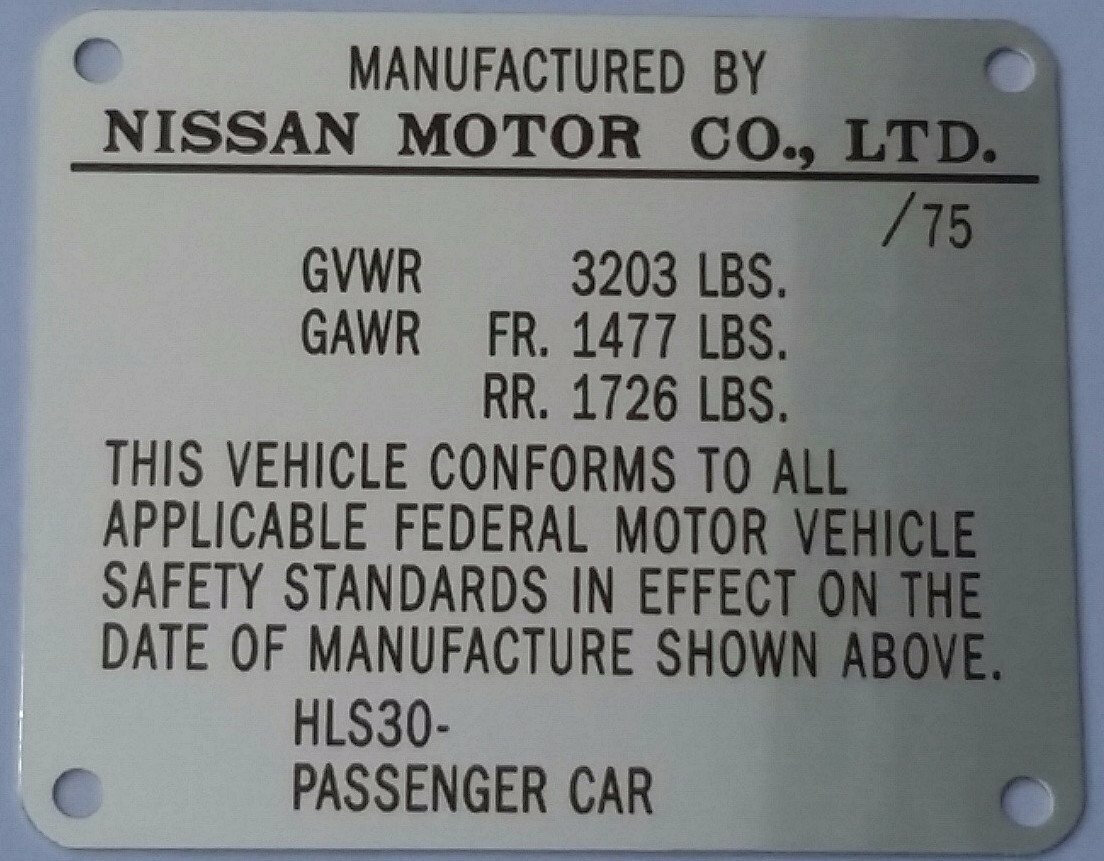 MANUFACTURED BY
NISSAN MOTOR CO., LTD.
/75
GVWR 3203 LBS.
GAWR FR. 1477 LBS.
RR. 1726 LBS.
THIS VEHICLE CONFORMS TO ALL
APPLICABLE FEDERAL MOTOR VEHICLE
SAFETY STANDARDS IN EFFECT ON THE
DATE OF MANUFACTURE SHOWN ABOVE.
HLS30-
PASSENGER CAR